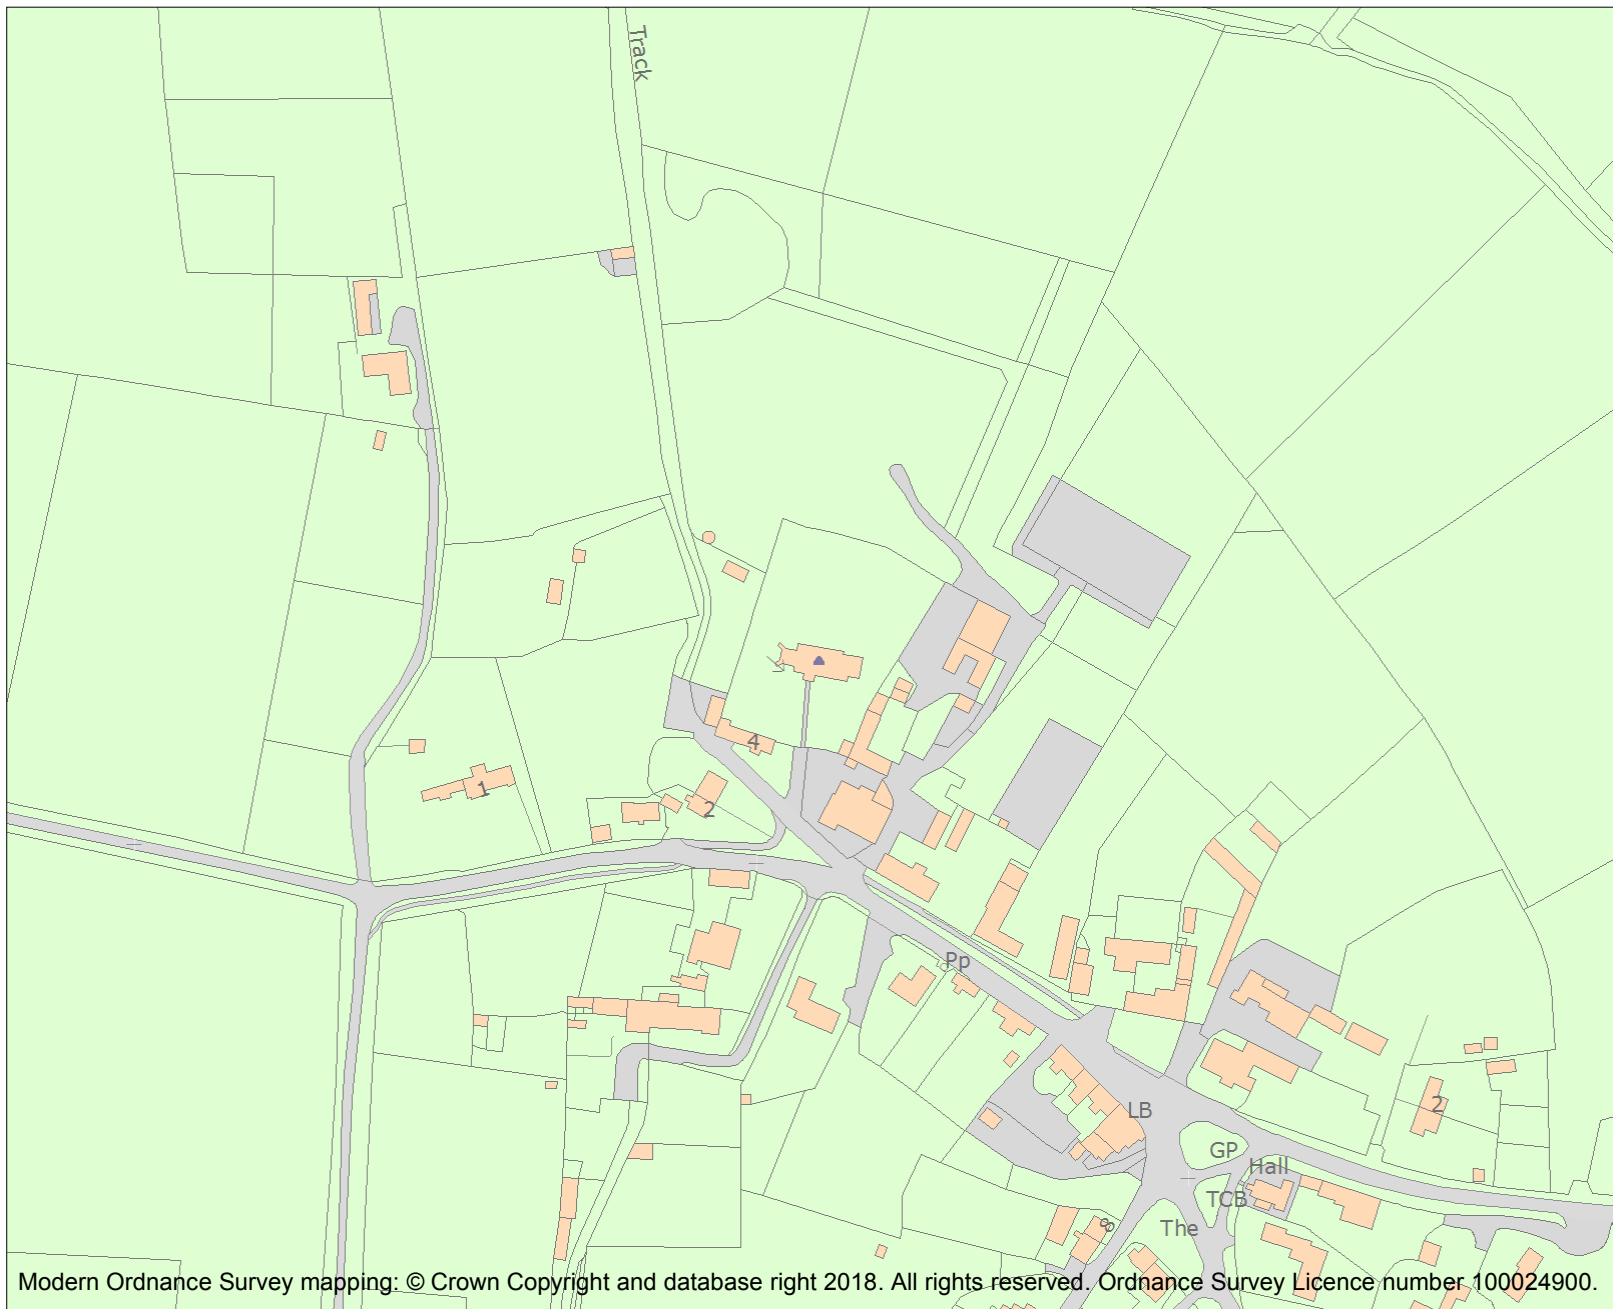 Track
4
1
2
Pp
LB
2
GP
Hall
TCB
The
8
Modern Ordnance Survey mapping: © Crown Copyright and database right 2018. All rights reserved. Ordnance Survey Licence number 100024900.